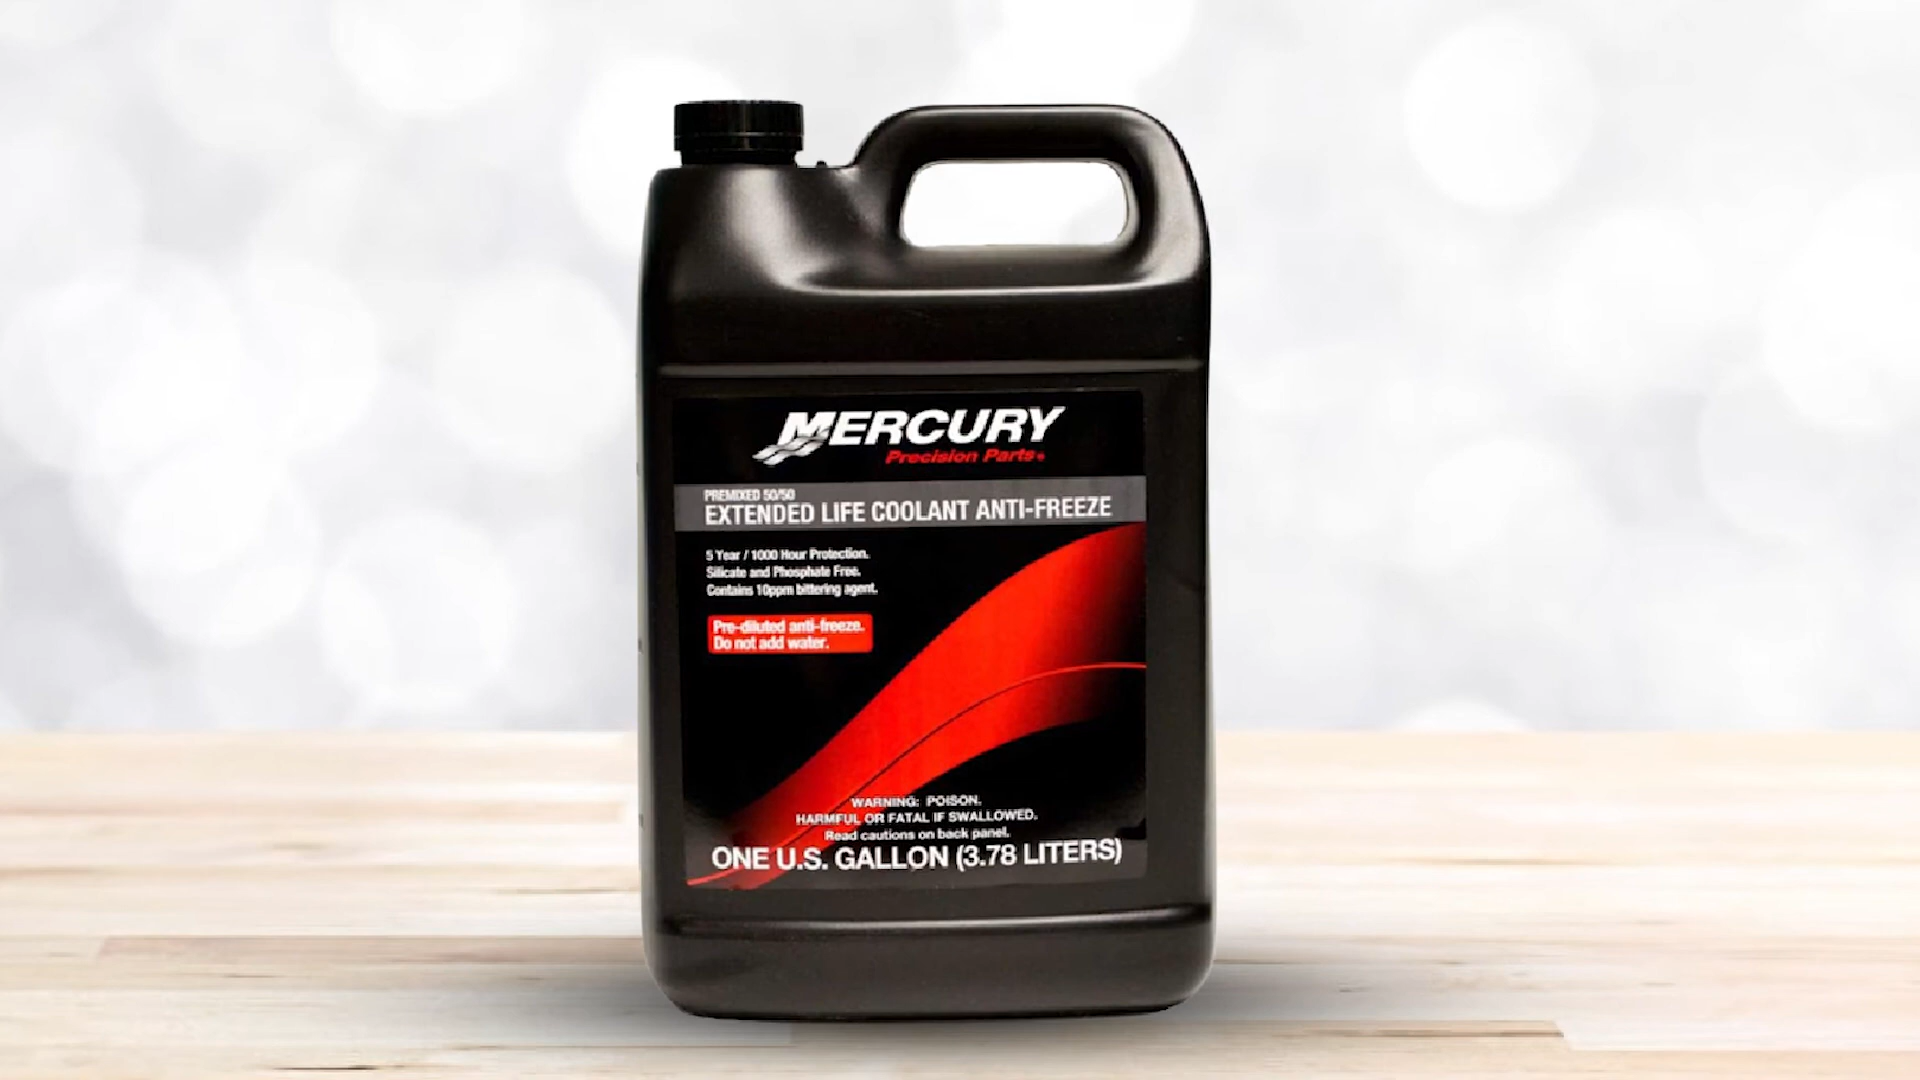 MERCURY
Precision Parts
PREMIXED 50/50
EXTENDED LIFE COOLANT ANTI-FREEZE
5 Year / 1000 Hour Protection.
Silicate and Phosphate Free.
Contains 10ppm bittering agent.
Pre-diluted anti-freeze.
Do not add water.
WARNING: POISON.
HARMFUL OR FATAL IF SWALLOWED.
Read cautions on back panel.
ONE U.S. GALLON (3.78 LITERS)